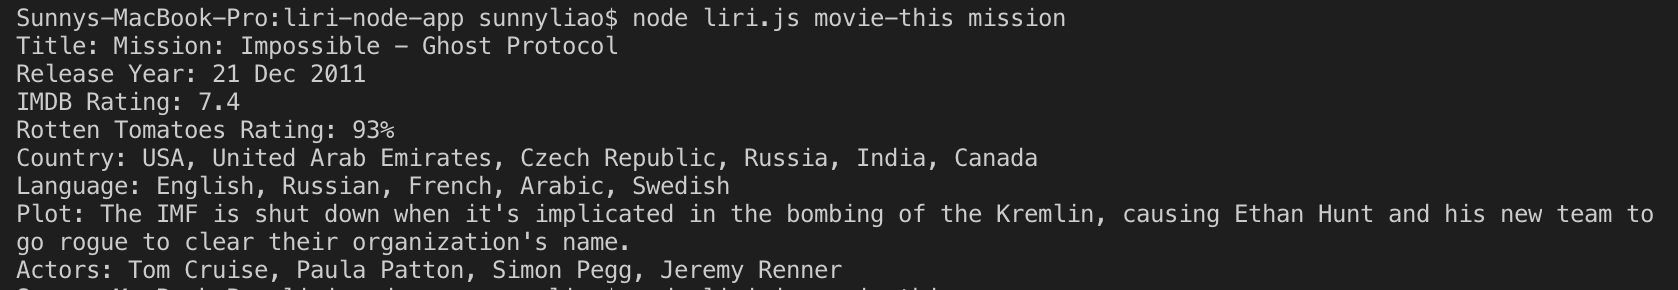 Sunnys-MacBook-Pro:liri-node-app sunnyliao$ node liri.js movie-this mission
Title: Mission: Impossible - Ghost Protocol
Release Year: 21 Dec 2011
IMDB Rating: 7.4
Rotten Tomatoes Rating: 93%
Country: USA, United Arab Emirates, Czech Republic, Russia, India, Canada
Language: English, Russian, French, Arabic, Swedish
Plot: The IMF is shut down when it's implicated in the bombing of the Kremlin, causing Ethan Hunt and his new team to
go rogue to clear their organization's name.
Actors: Tom Cruise, Paula Patton, Simon Pegg, Jeremy Renner